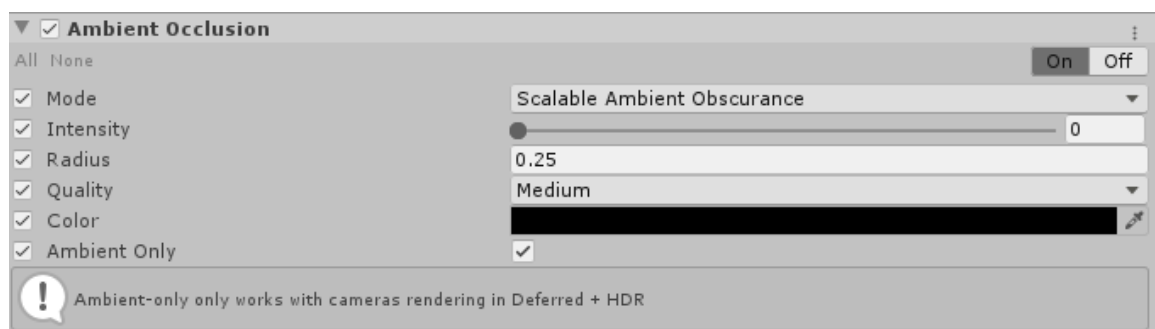 Ambient Occlusion
All None On Off
Mode Scalable Ambient Obscurance
Intensity 0
Radius 0.25
Quality Medium
Color
Ambient Only
Ambient-only only works with cameras rendering in Deferred + HDR